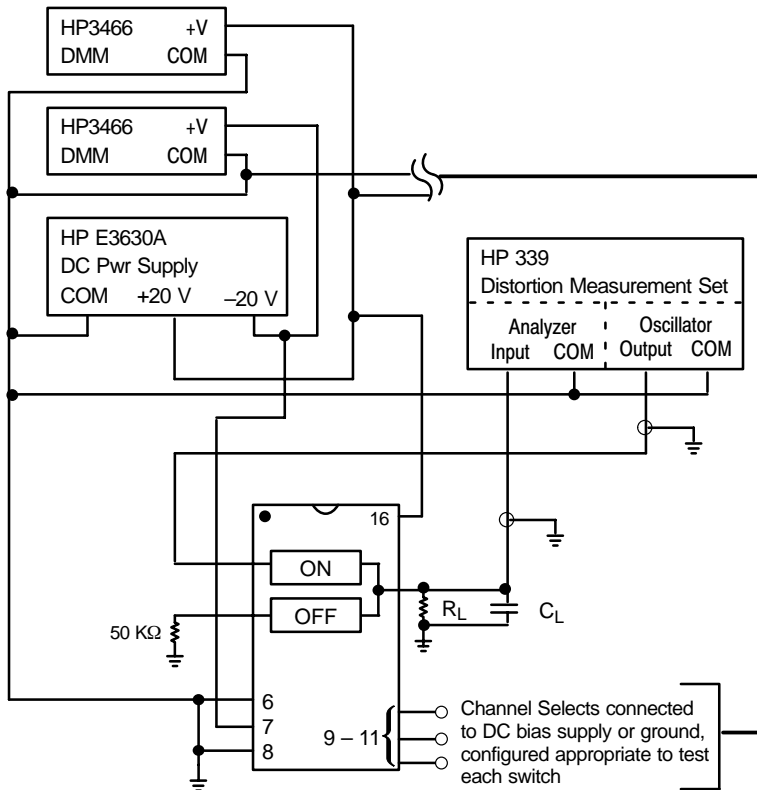 HP3466 +V
DMM COM
HP3466 +V
DMM COM
HP E3630A
DC Pwr Supply
COM +20 V –20 V
HP 339
Distortion Measurement Set
Analyzer Oscillator
Input COM Output COM
16
ON
OFF
50 KΩ
RL CL
6
7
8
9 – 11
Channel Selects connected
to DC bias supply or ground,
configured appropriate to test
each switch